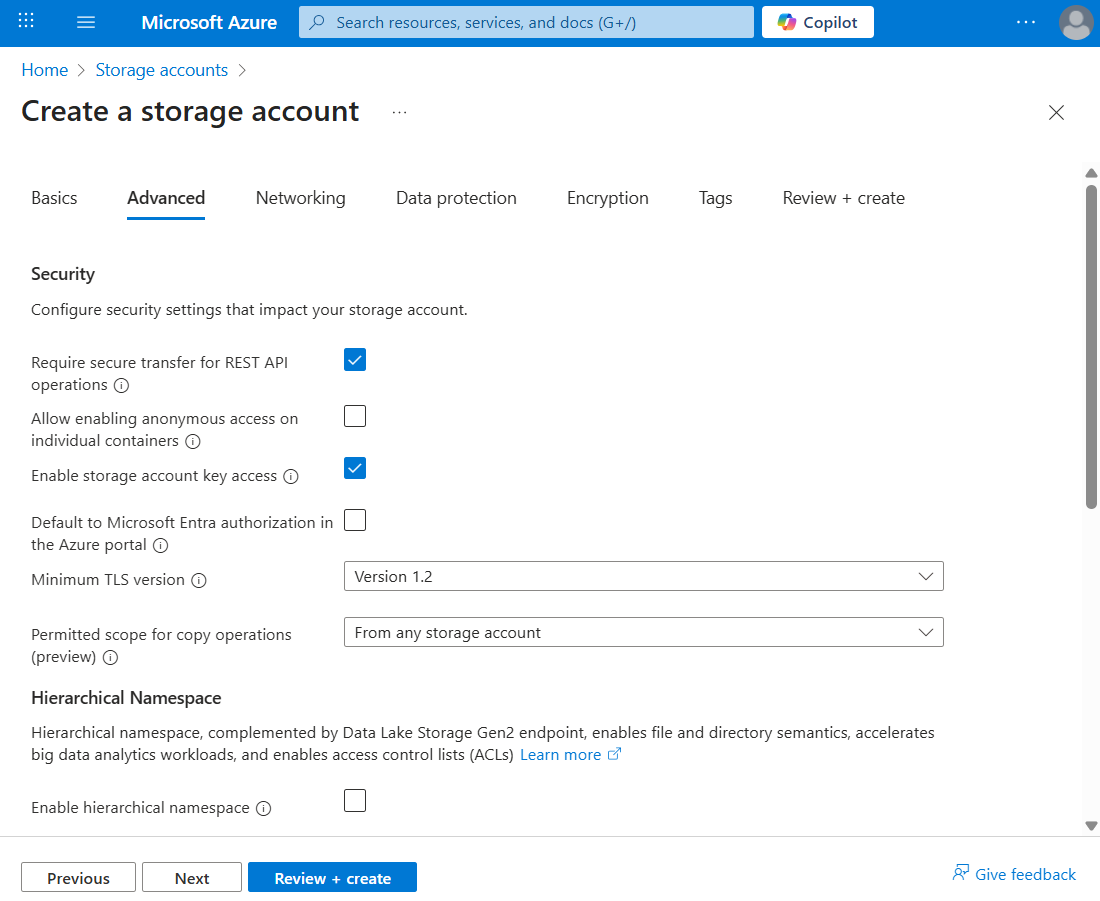 Microsoft Azure
Search resources, services, and docs (G+/)
Copilot
Home
Storage accounts
Create a storage account
Basics
Advanced
Networking
Data protection
Encryption
Tags
Review + create
Security
Configure security settings that impact your storage account.
Require secure transfer for REST API
operations
Allow enabling anonymous access on
individual containers
Enable storage account key access
Default to Microsoft Entra authorization in
the Azure portal
Minimum TLS version
Version 1.2
Permitted scope for copy operations
(preview)
From any storage account
Hierarchical Namespace
Hierarchical namespace, complemented by Data Lake Storage Gen2 endpoint, enables file and directory semantics, accelerates
big data analytics workloads, and enables access control lists (ACLs) Learn more
Enable hierarchical namespace
Previous
Next
Review + create
Give feedback